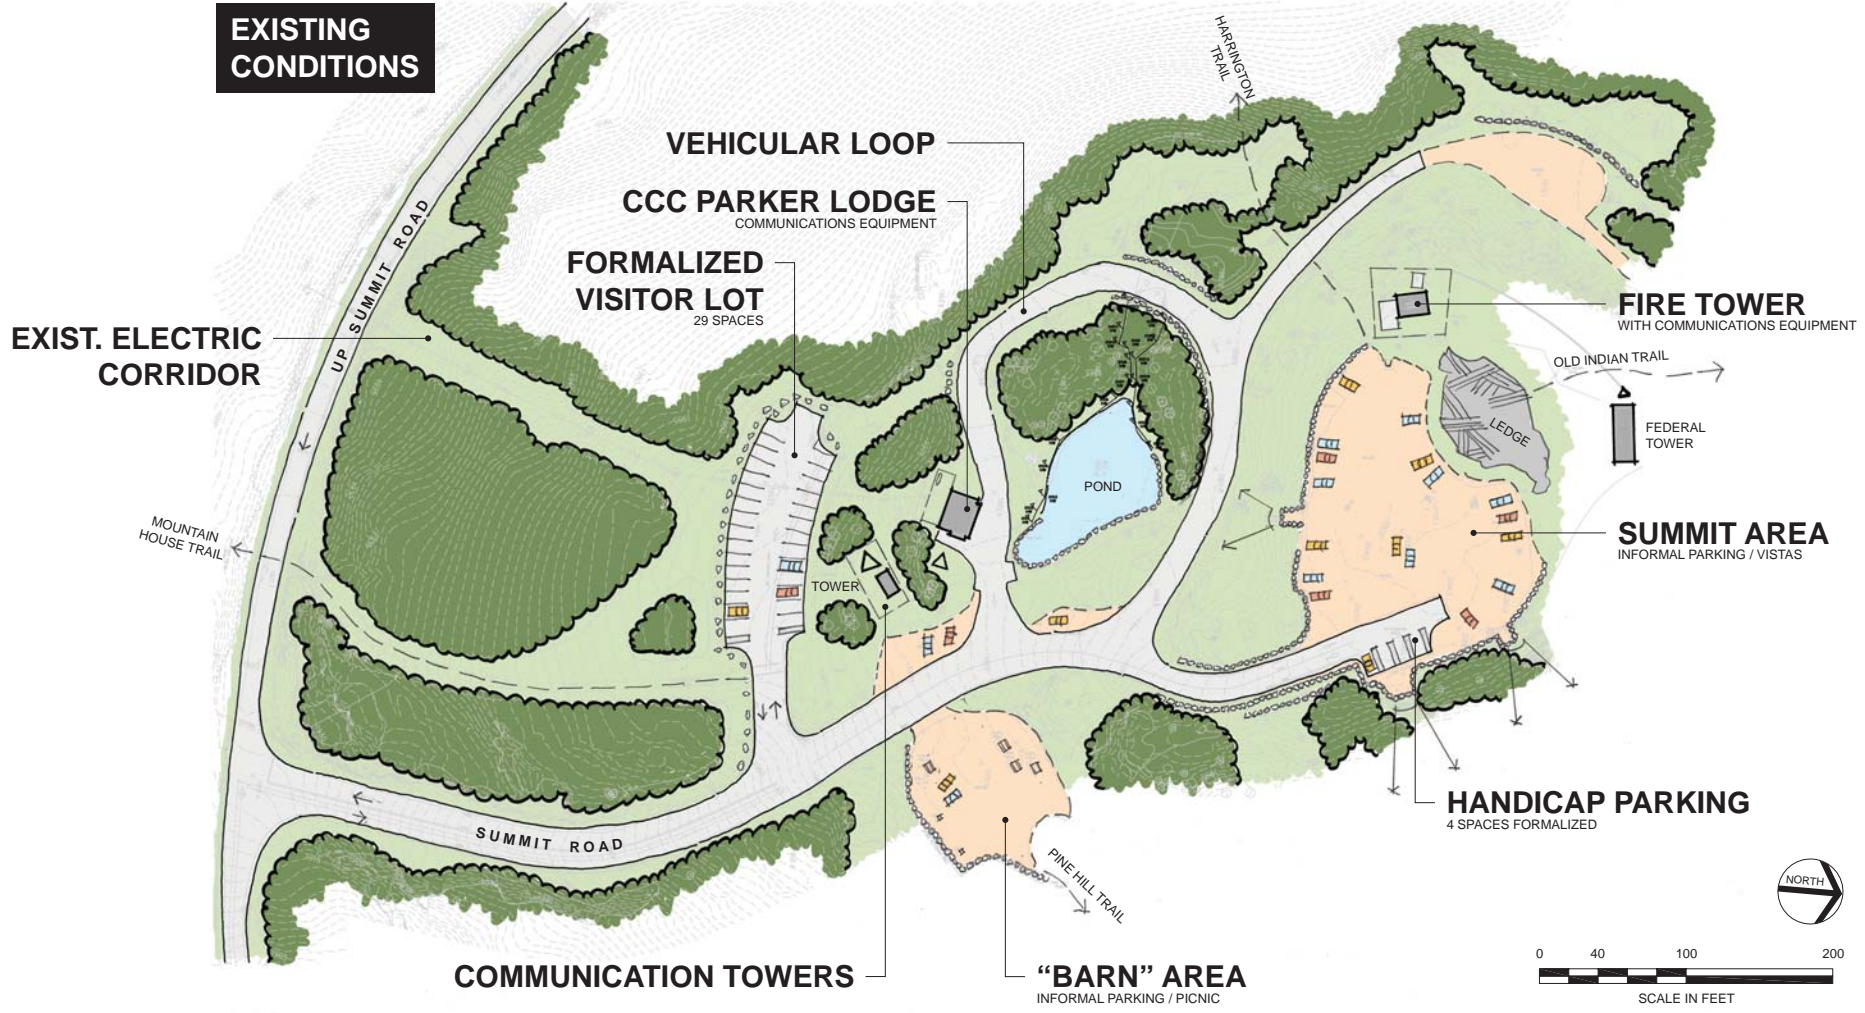 EXISTING
CONDITIONS
HARRINGTON
TRAIL
VEHICULAR LOOP
CCC PARKER LODGE
COMMUNICATIONS EQUIPMENT
FORMALIZED
VISITOR LOT
29 SPACES
UP SUMMIT ROAD
EXIST. ELECTRIC
CORRIDOR
FIRE TOWER
WITH COMMUNICATIONS EQUIPMENT
OLD INDIAN TRAIL
LEDGE
FEDERAL
TOWER
POND
MOUNTAIN
HOUSE TRAIL
SUMMIT AREA
INFORMAL PARKING / VISTAS
TOWER
HANDICAP PARKING
4 SPACES FORMALIZED
SUMMIT ROAD
PINE HILL TRAIL
NORTH
COMMUNICATION TOWERS
“BARN” AREA
INFORMAL PARKING / PICNIC
0 40 100 200
SCALE IN FEET